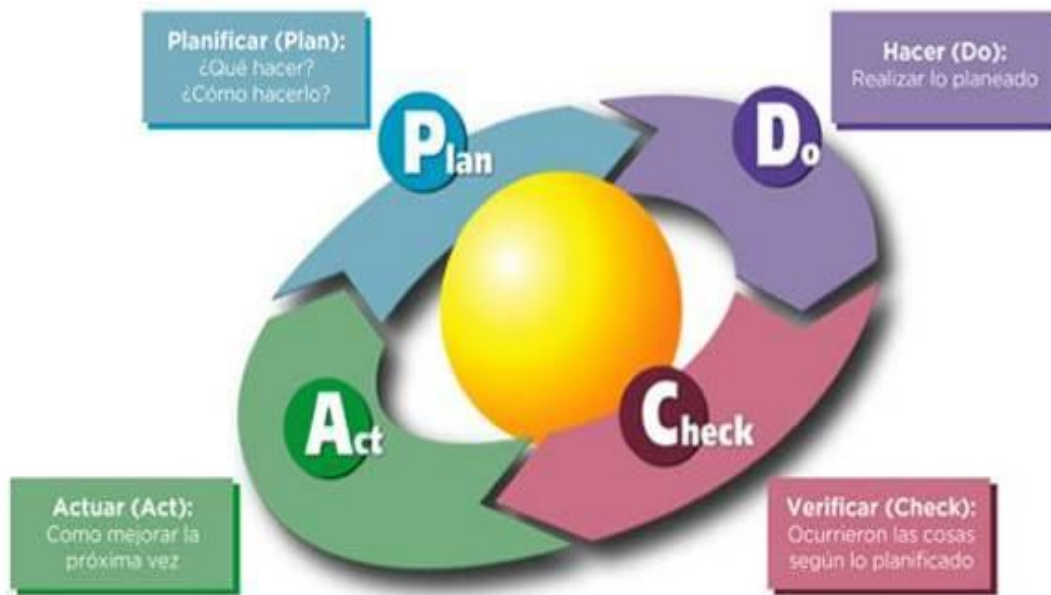 Planificar (Plan):
¿Qué hacer?
¿Cómo hacerlo?
Hacer (Do):
Realizar lo planeado
Plan
Do
Act
Check
Actuar (Act):
Como mejorar la
próxima vez
Verificar (Check):
Ocurrieron las cosas
según lo planificado